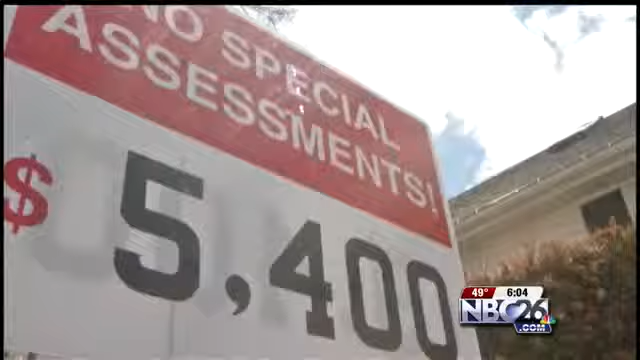 NO SPECIAL
ASSESSMENTS!
$5,400
49° 6:04
NBC26
.COM